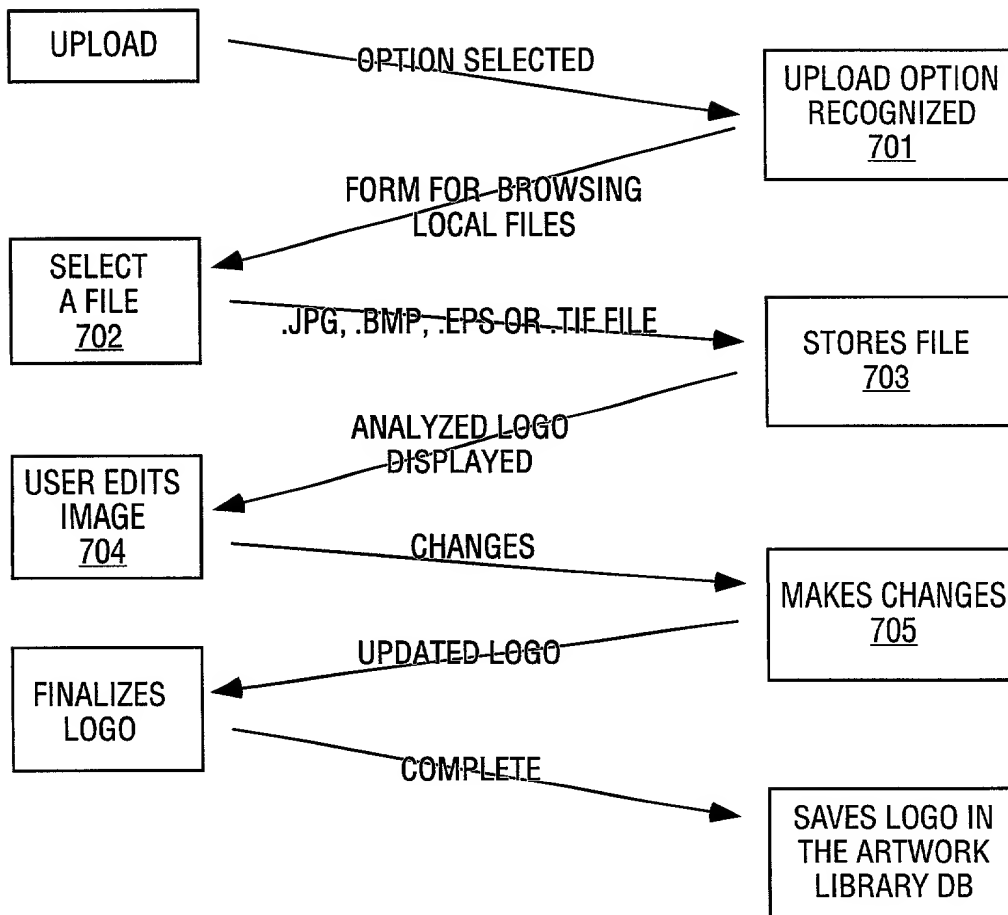 UPLOAD
OPTION SELECTED
UPLOAD OPTION
RECOGNIZED
701
FORM FOR BROWSING
LOCAL FILES
SELECT
A FILE
702
.JPG, .BMP, .EPS OR .TIF FILE
STORES FILE
703
ANALYZED LOGO
DISPLAYED
USER EDITS
IMAGE
704
CHANGES
MAKES CHANGES
705
UPDATED LOGO
FINALIZES
LOGO
COMPLETE
SAVES LOGO IN
THE ARTWORK
LIBRARY DB